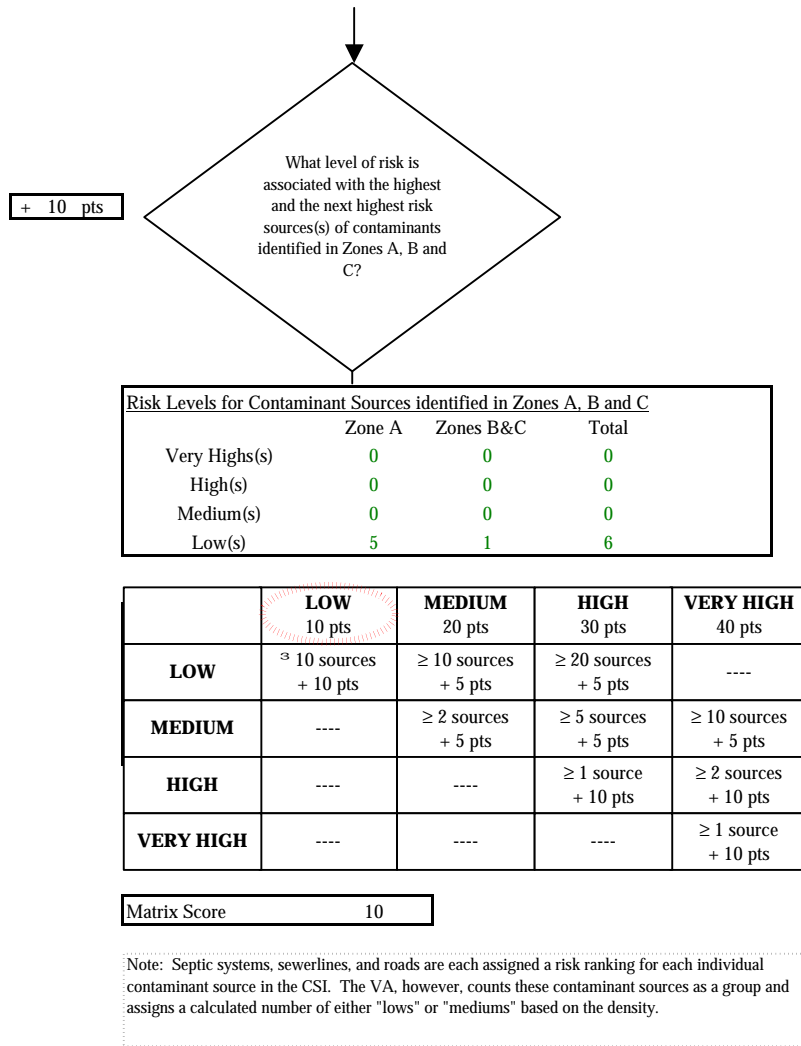 What level of risk is
associated with the highest
and the next highest risk
sources(s) of contaminants
identified in Zones A, B and
C?
+ 10 pts
Risk Levels for Contaminant Sources identified in Zones A, B and C
Zone A Zones B&C Total
Very Highs(s) 0 0 0
High(s) 0 0 0
Medium(s) 0 0 0
Low(s) 5 1 6
LOW MEDIUM HIGH VERY HIGH
10 pts 20 pts 30 pts 40 pts
LOW ³ 10 sources ≥ 10 sources ≥ 20 sources ----
+ 10 pts + 5 pts + 5 pts
MEDIUM ---- ≥ 2 sources ≥ 5 sources ≥ 10 sources
+ 5 pts + 5 pts + 5 pts
HIGH ---- ---- ≥ 1 source ≥ 2 sources
+ 10 pts + 10 pts
VERY HIGH ---- ---- ---- ≥ 1 source
+ 10 pts
Matrix Score 10
Note: Septic systems, sewerlines, and roads are each assigned a risk ranking for each individual
contaminant source in the CSI. The VA, however, counts these contaminant sources as a group and
assigns a calculated number of either "lows" or "mediums" based on the density.